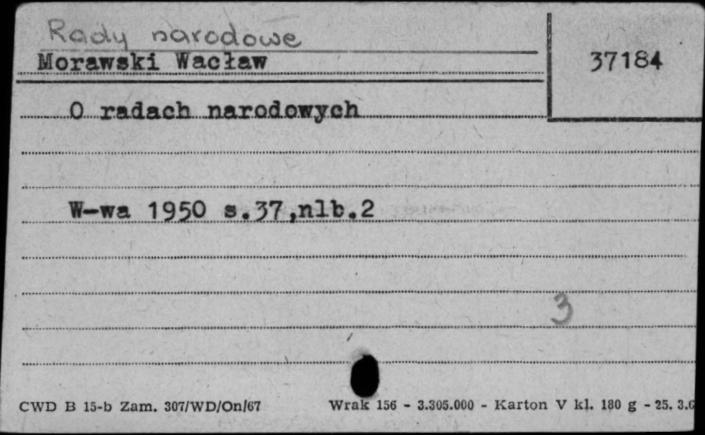 Rady narodowe
Morawski Wacław
37184
O radach narodowych
W-wa 1950 s.37,nlb.2
3
CWD B 15-b Zam. 307/WD/On/67 Wrak 156 - 3.305.000 - Karton V kl. 180 g - 25. 3.